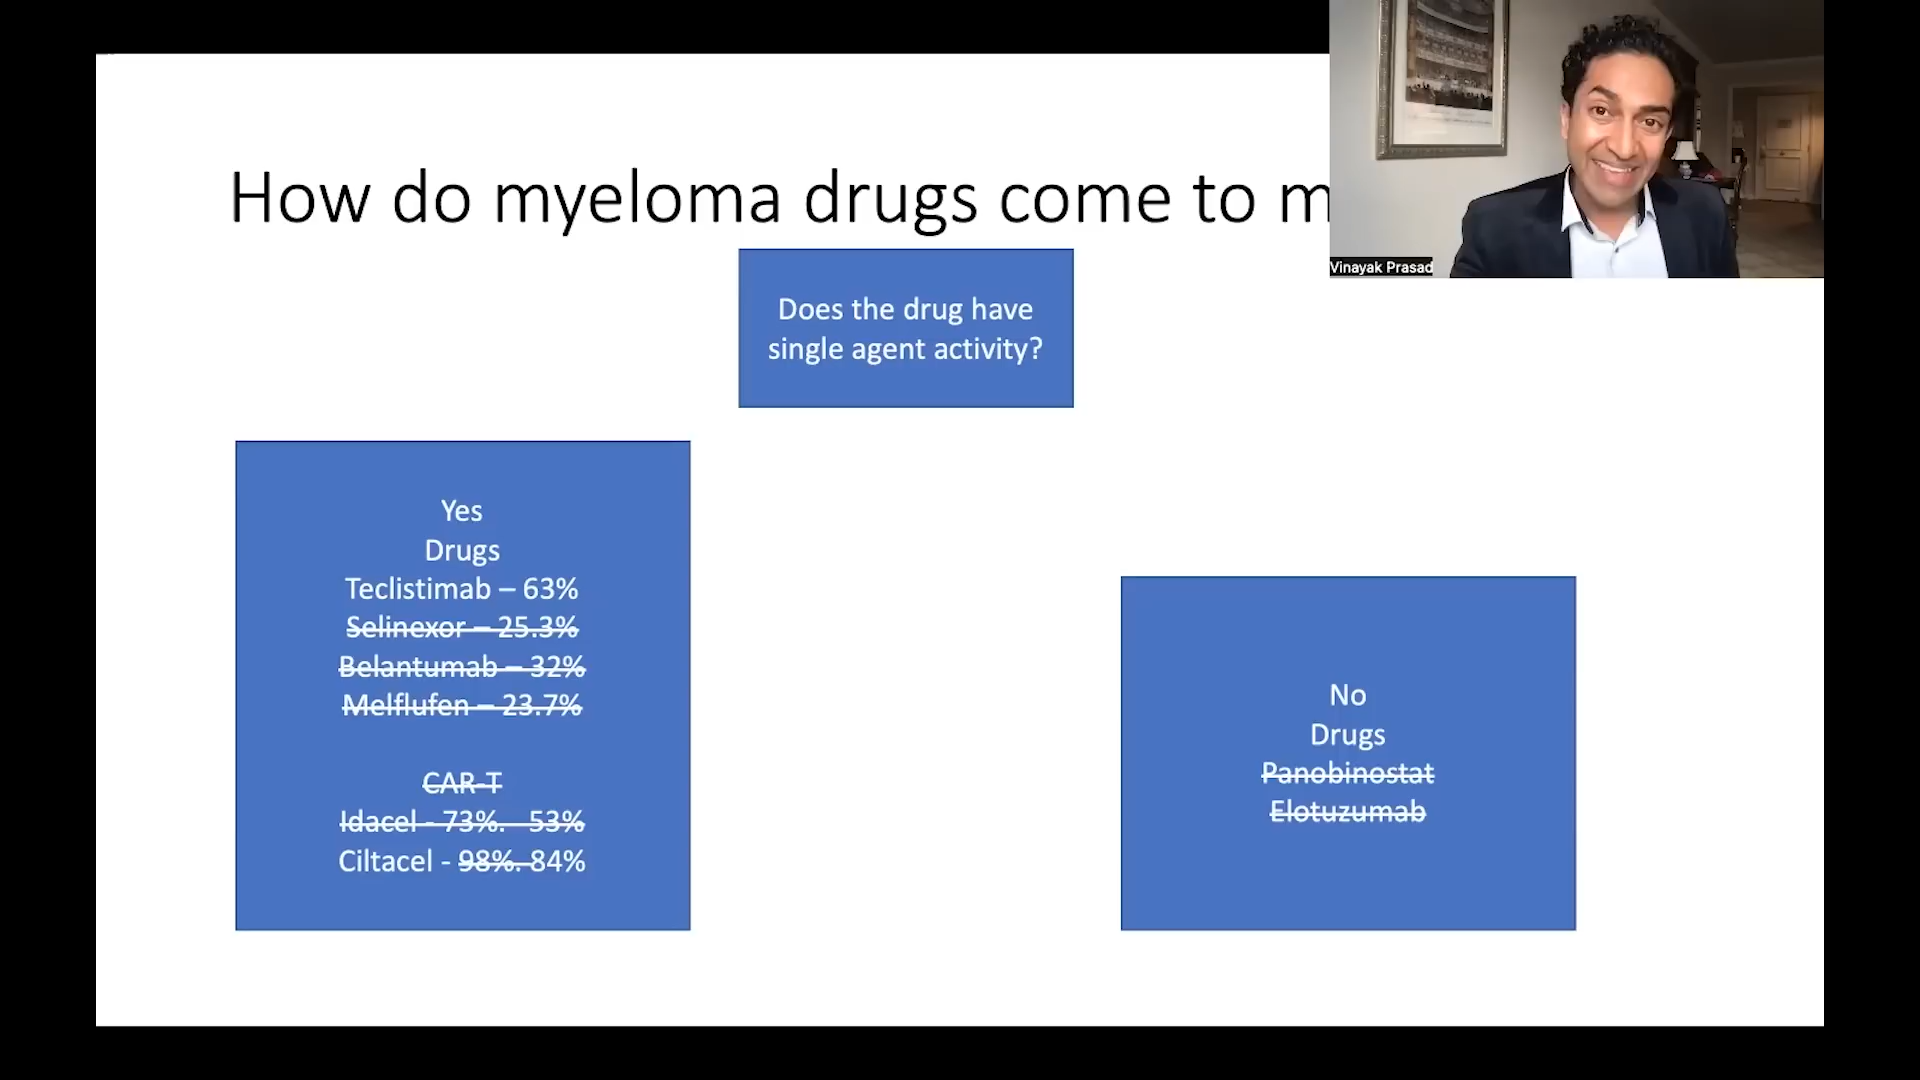 How do myeloma drugs come to m
Vinayak Prasad
Does the drug have
single agent activity?
Yes
Drugs
Teclistimab – 63%
Selinexor – 25.3%
Belantumab – 32%
Melflufen – 23.7%
CAR-T
Idacel - 73%. 53%
Ciltacel - 98%. 84%
No
Drugs
Panobinostat
Elotuzumab